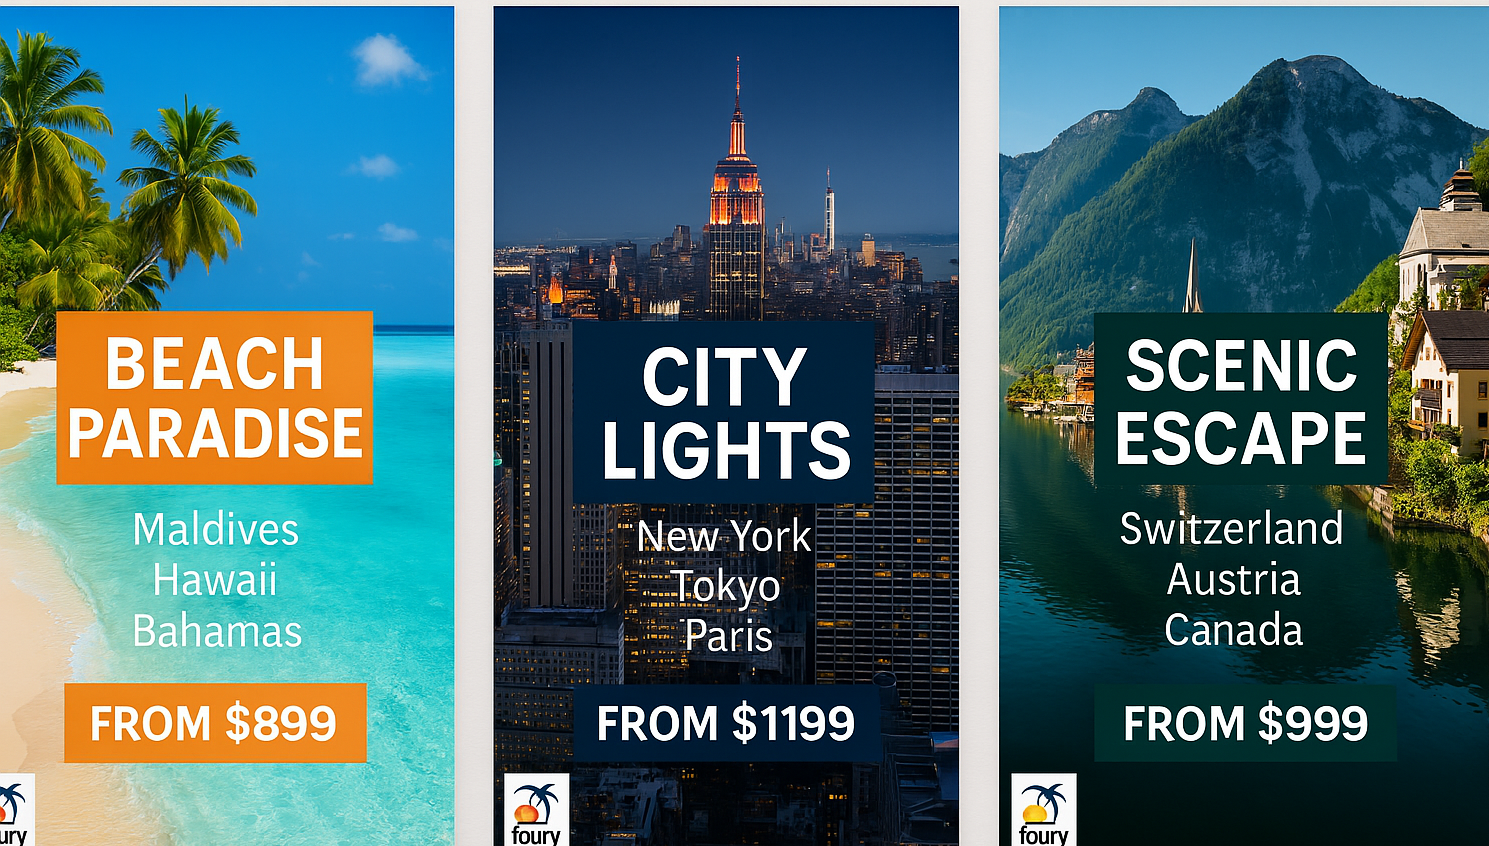 BEACH
PARADISE
Maldives
Hawaii
Bahamas
FROM $899
ury
CITY
LIGHTS
New York
Tokyo
Paris
FROM $1199
foury
SCENIC
ESCAPE
Switzerland
Austria
Canada
FROM $999
foury